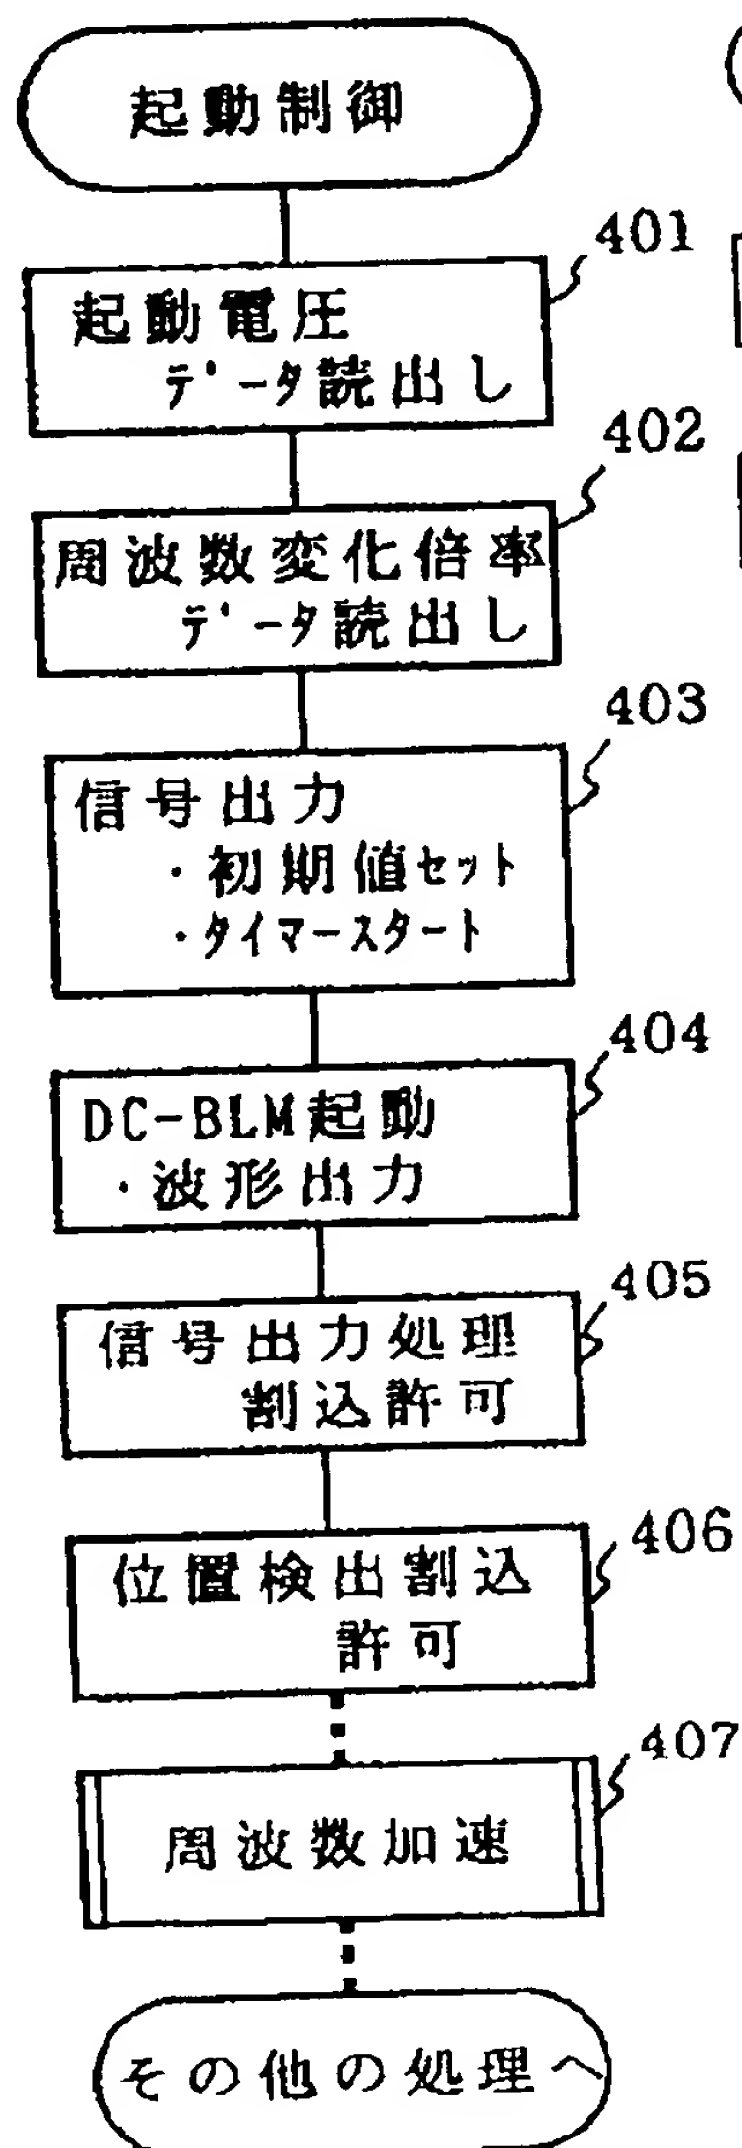 起動制御
401
起動電圧
データ読出し
402
周波数変化倍率
データ読出し
403
信号出力
・初期値セット
・タイマースタート
404
DC-BLM起動
・波形出力
405
信号出力処理
割込許可
406
位置検出割込
許可
407
周波数加速
その他の処理へ